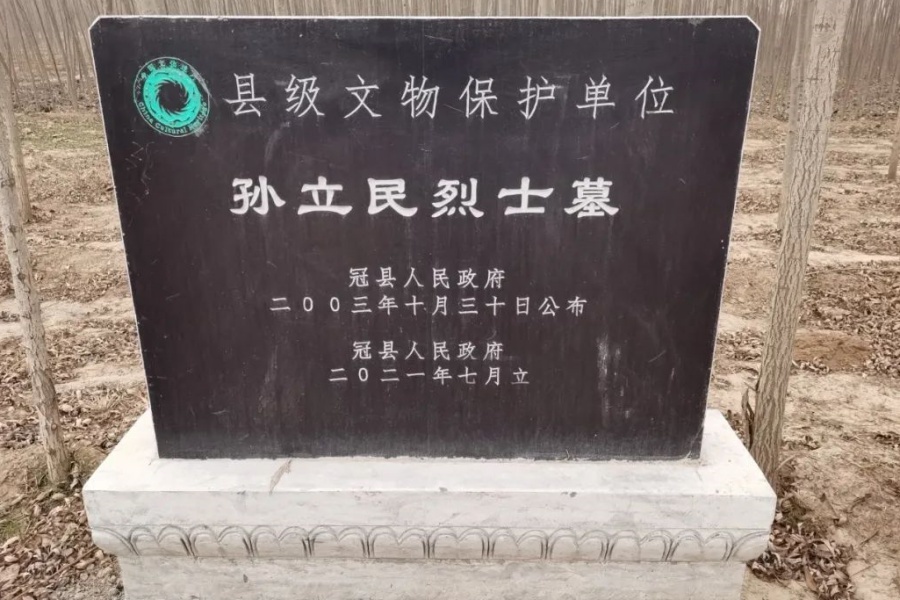 县级文物保护单位
孙立民烈士墓
冠县人民政府
二〇〇三年十月三十日公布
冠县人民政府
二〇二一年七月立